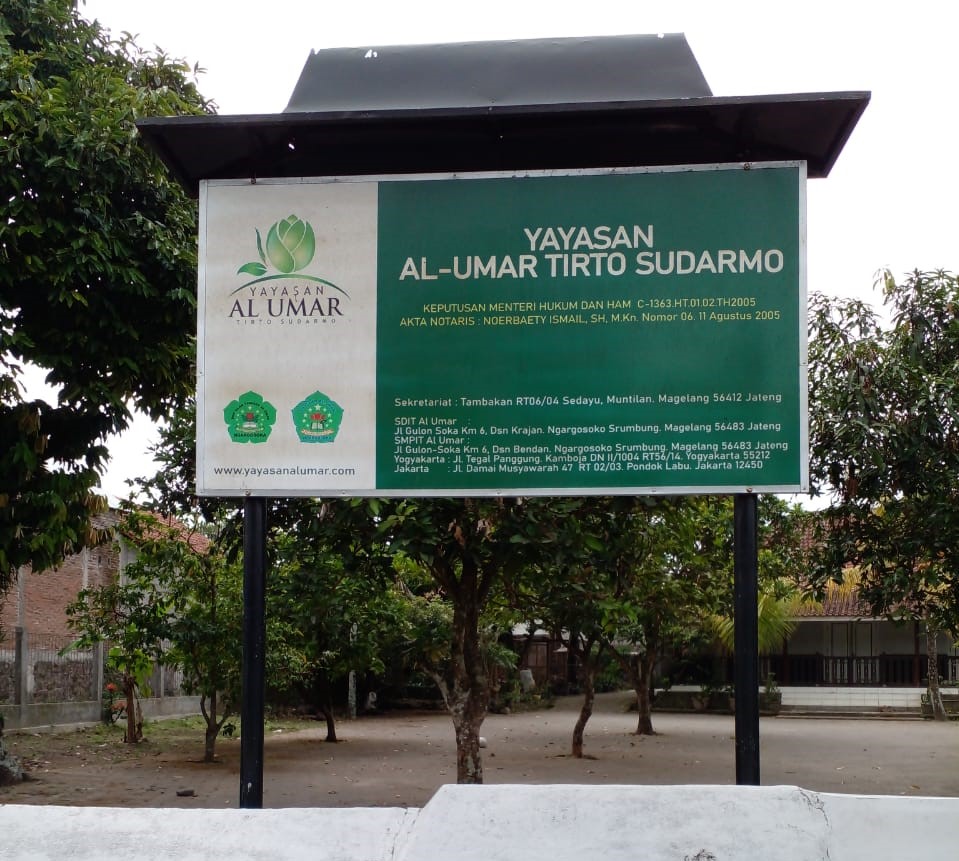 YAYASAN
AL UMAR
TIRTO SUDARMO
NGARGOSOKO
www.yayasanalumar.com
YAYASAN
AL-UMAR TIRTO SUDARMO
KEPUTUSAN MENTERI HUKUM DAN HAM C-1363.HT.01.02.TH2005
AKTA NOTARIS : NOERBAETY ISMAIL, SH, M.Kn. Nomor 06. 11 Agustus 2005
Sekretariat : Tambakan RT06/04 Sedayu, Muntilan. Magelang 56412 Jateng
SDIT Al Umar :
Jl Gulon Soka Km 6, Dsn Krajan. Ngargosoko Srumbung. Magelang 56483 Jateng
SMPIT Al Umar :
Jl Gulon-Soka Km 6, Dsn Bendan. Ngargosoko Srumbung. Magelang 56483 Jateng
Yogyakarta : Jl. Tegal Panggung. Kamboja DN II/1004 RT56/14. Yogyakarta 55212
Jakarta : Jl. Damai Musyawarah 47 RT 02/03. Pondok Labu. Jakarta 12450